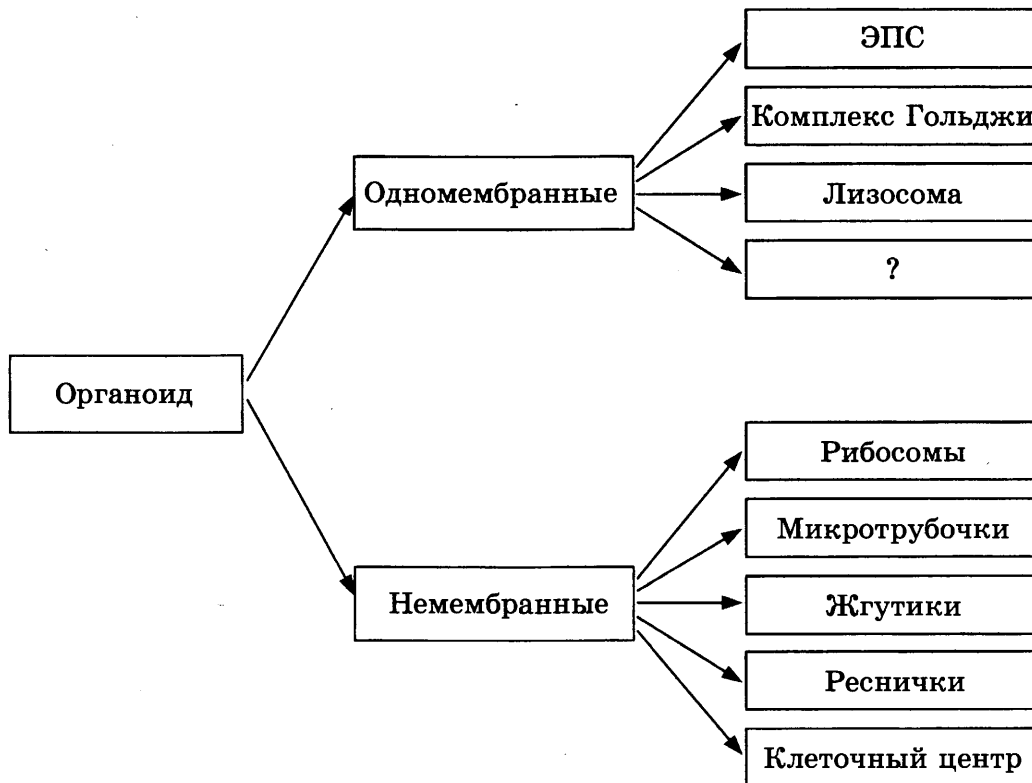 ЭПС
Комплекс Гольджи
Одномембранные
Лизосома
?
Органоид
Рибосомы
Микротрубочки
Немембранные
Жгутики
Реснички
Клеточный центр